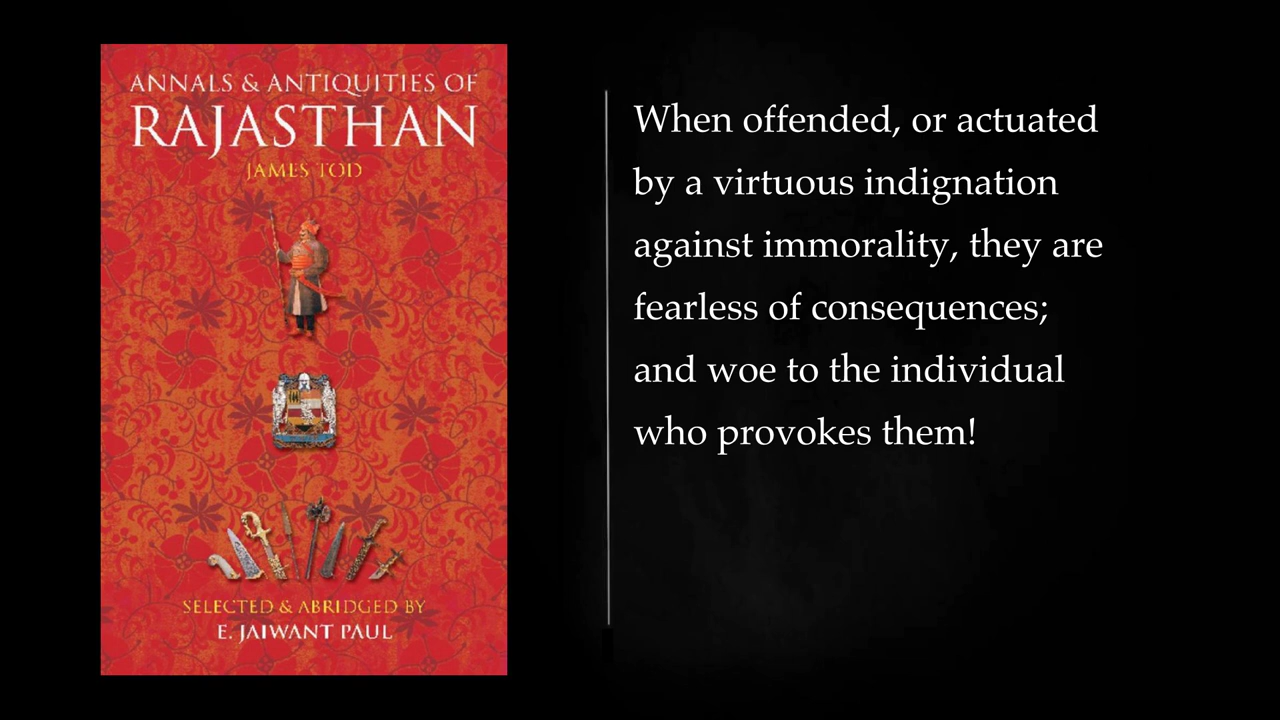 ANNALS & ANTIQUITIES OF
RAJASTHAN
JAMES TOD
SELECTED & ABRIDGED BY
E. JAIWANT PAUL
When offended, or actuated
by a virtuous indignation
against immorality, they are
fearless of consequences;
and woe to the individual
who provokes them!